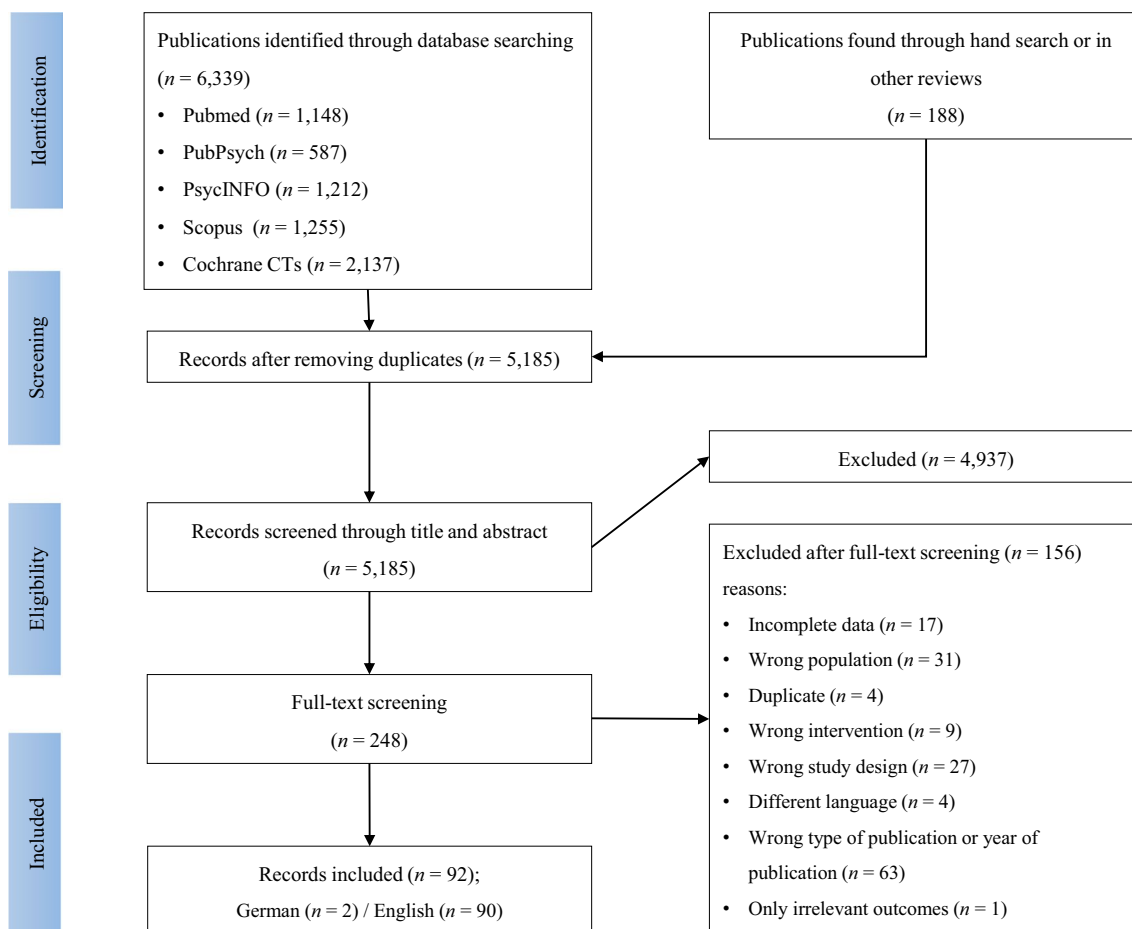 Identification
Publications identified through database searching
(n = 6,339)
• Pubmed (n = 1,148)
• PubPsych (n = 587)
• PsycINFO (n = 1,212)
• Scopus (n = 1,255)
• Cochrane CTs (n = 2,137)
Publications found through hand search or in
other reviews
(n = 188)
Screening
Records after removing duplicates (n = 5,185)
Excluded (n = 4,937)
Eligibility
Records screened through title and abstract
(n = 5,185)
Full-text screening
(n = 248)
Excluded after full-text screening (n = 156)
reasons:
• Incomplete data (n = 17)
• Wrong population (n = 31)
• Duplicate (n = 4)
• Wrong intervention (n = 9)
• Wrong study design (n = 27)
• Different language (n = 4)
• Wrong type of publication or year of
publication (n = 63)
• Only irrelevant outcomes (n = 1)
Included
Records included (n = 92);
German (n = 2) / English (n = 90)